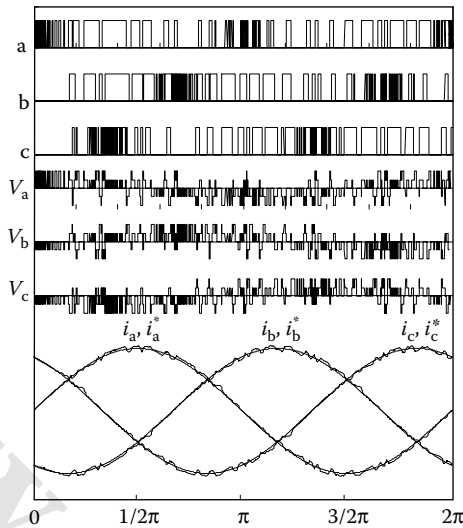 a
b
c
V_a
V_b
V_c
i_a, i_a^* i_b, i_b^* i_c, i_c^*
0 1/2π π 3/2π 2π